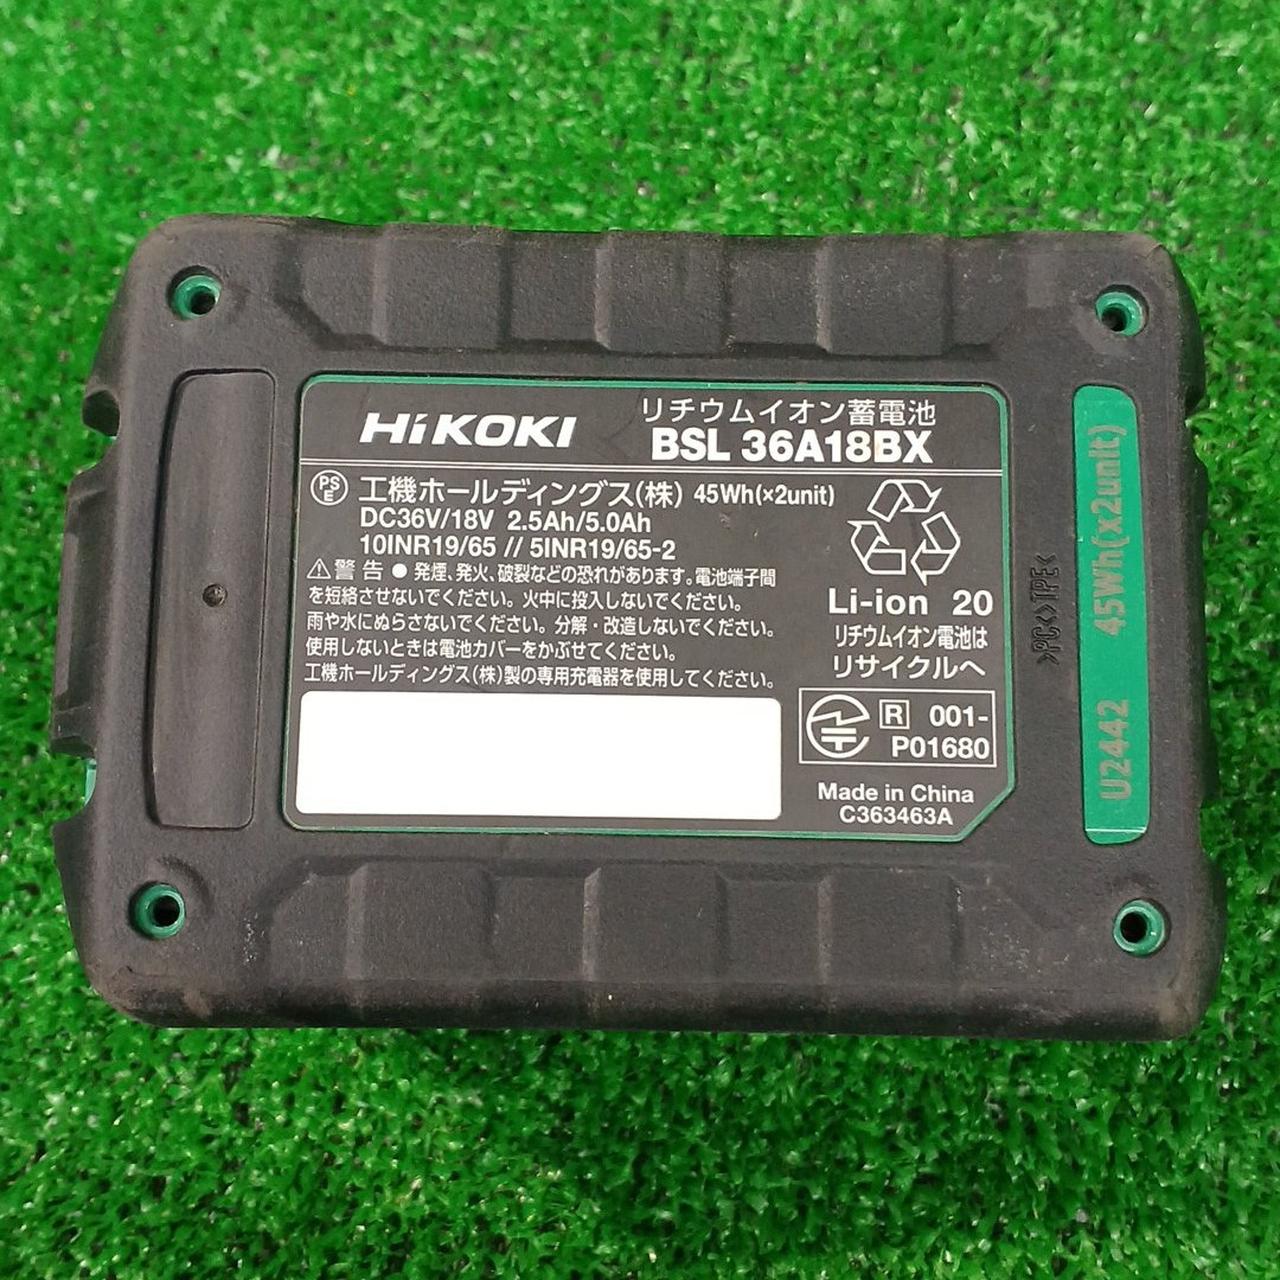 HiKOKI
リチウムイオン蓄電池
BSL 36A18BX
PS
E
工機ホールディングス(株) 45Wh(×2unit)
DC36V/18V 2.5Ah/5.0Ah
10INR19/65 // 5INR19/65-2
⚠警告 ● 発煙、発火、破裂などの恐れがあります。電池端子間
を短絡させないでください。火中に投入しないでください。
雨や水にぬらさないでください。分解・改造しないでください。
使用しないときは電池カバーをかぶせてください。
工機ホールディングス(株)製の専用充電器を使用してください。
Li-ion 20
リチウムイオン電池は
リサイクルへ
R 001-
P01680
Made in China
C363463A
>PC<>TPE<
U2442 45Wh(x2unit)